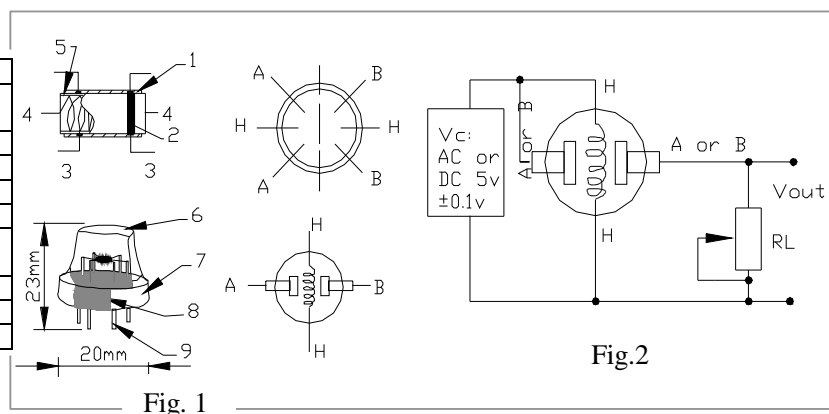 5
1
A
B
4
4
H
H
2
A
B
3
3
6
7
23mm
8
20mm
9
Fig. 1
H
A
B
H
H
A or B
A or B
Vc:
AC or
DC 5v
±0.1v
Vout
RL
H
Fig.2